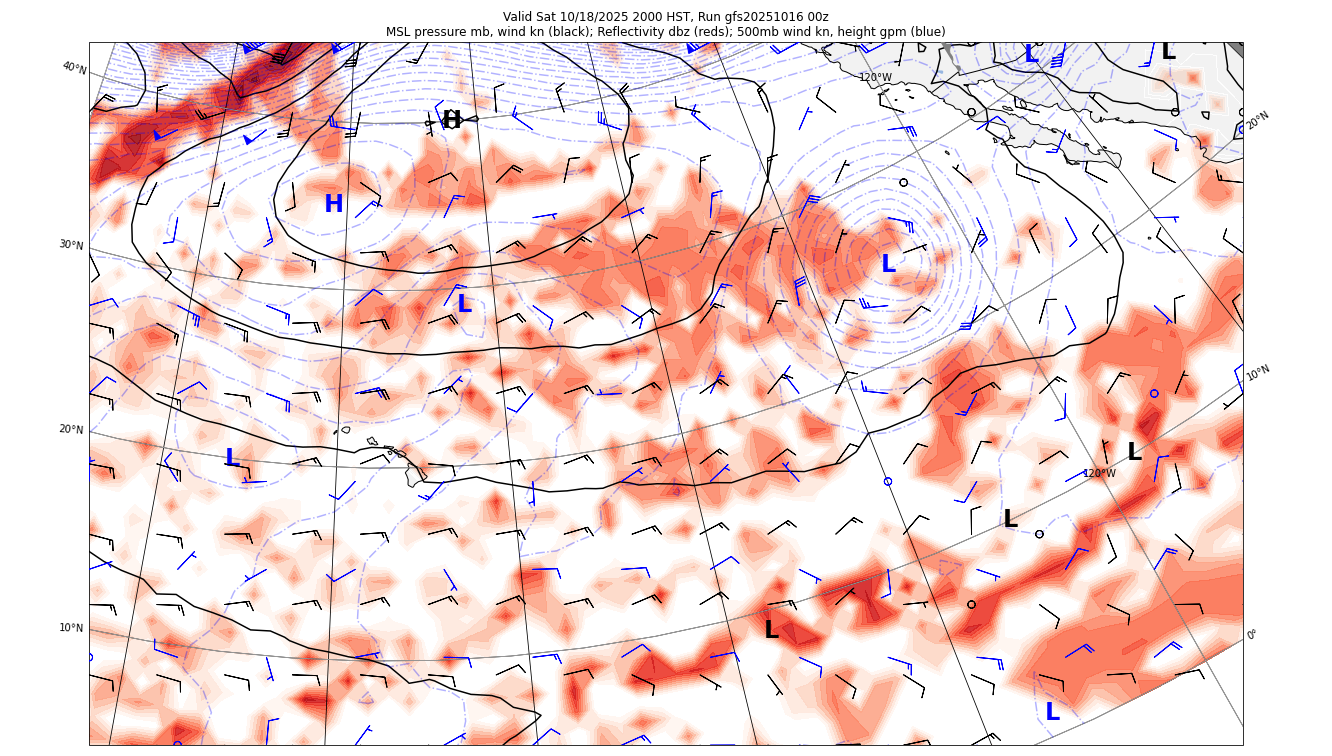 Valid Sat 10/18/2025 2000 HST, Run gfs20251016 00z
MSL pressure mb, wind kn (black); Reflectivity dbz (reds); 500mb wind kn, height gpm (blue)
L
L
40°N
120°W
H
20°N
H
30°N
L
L
10°N
20°N
L
L
120°W
L
10°N
L
0°
L